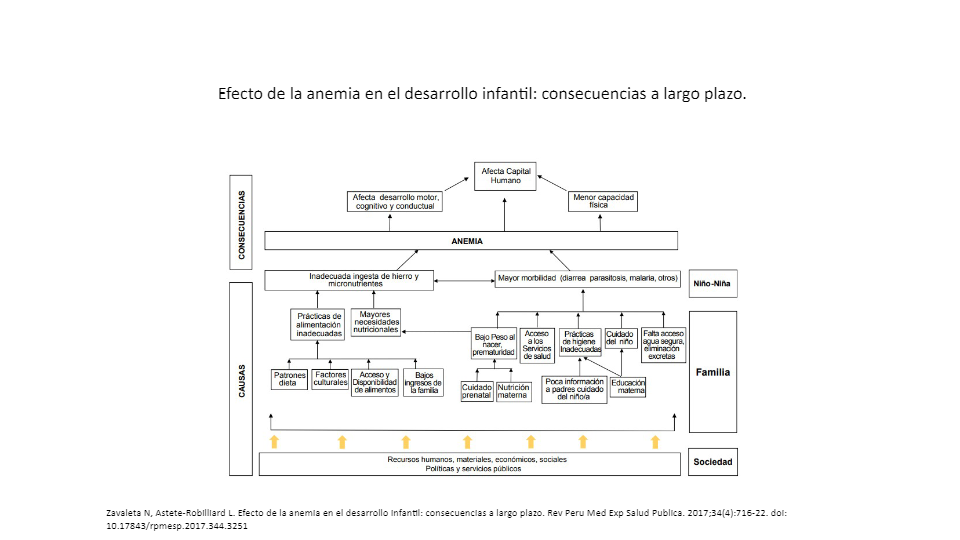 Efecto de la anemia en el desarrollo infantil: consecuencias a largo plazo.
Afecta Capital
Humano
Afecta desarrollo motor,
cognitivo y conductual
Menor capacidad
física
CONSECUENCIAS
ANEMIA
Inadecuada ingesta de hierro y
micronutrientes
Mayor morbilidad (diarrea parasitosis, malaria, otros)
Niño-Niña
CAUSAS
Prácticas de
alimentación
inadecuadas
Mayores
necesidades
nutricionales
Bajo Peso al
nacer,
prematuridad
Acceso
a los
Servicios
de salud
Prácticas
de higiene
Inadecuadas
Cuidado
del niño
Falta acceso
agua segura,
eliminación
excretas
Familia
Patrones
dieta
Factores
culturales
Acceso y
Disponibilidad
de alimentos
Bajos
ingresos de
la familia
Cuidado
prenatal
Nutrición
materna
Poca información
a padres cuidado
del niño/a
Educación
materna
Recursos humanos, materiales, económicos, sociales
Políticas y servicios públicos
Sociedad
Zavaleta N, Astete-Robilliard L. Efecto de la anemia en el desarrollo infantil: consecuencias a largo plazo. Rev Peru Med Exp Salud Publica. 2017;34(4):716-22. doi:
10.17843/rpmesp.2017.344.3251